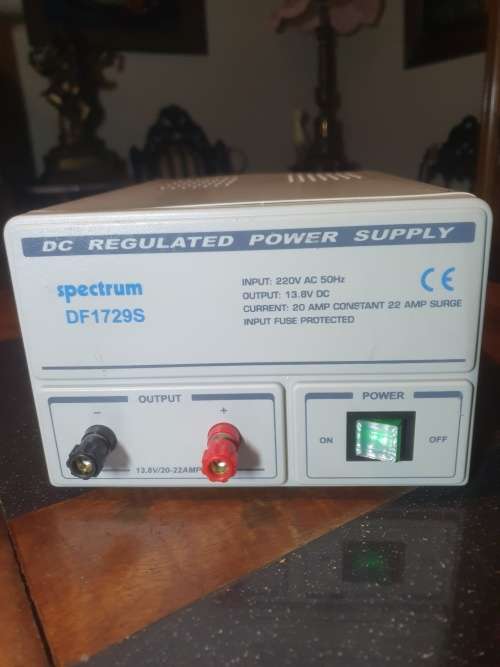 DC REGULATED POWER SUPPLY
spectrum
DF1729S
INPUT: 220V AC 50Hz
OUTPUT: 13.8V DC
CURRENT: 20 AMP CONSTANT 22 AMP SURGE
INPUT FUSE PROTECTED
CE
OUTPUT
- +
13.8V/20-22AMP
POWER
ON OFF